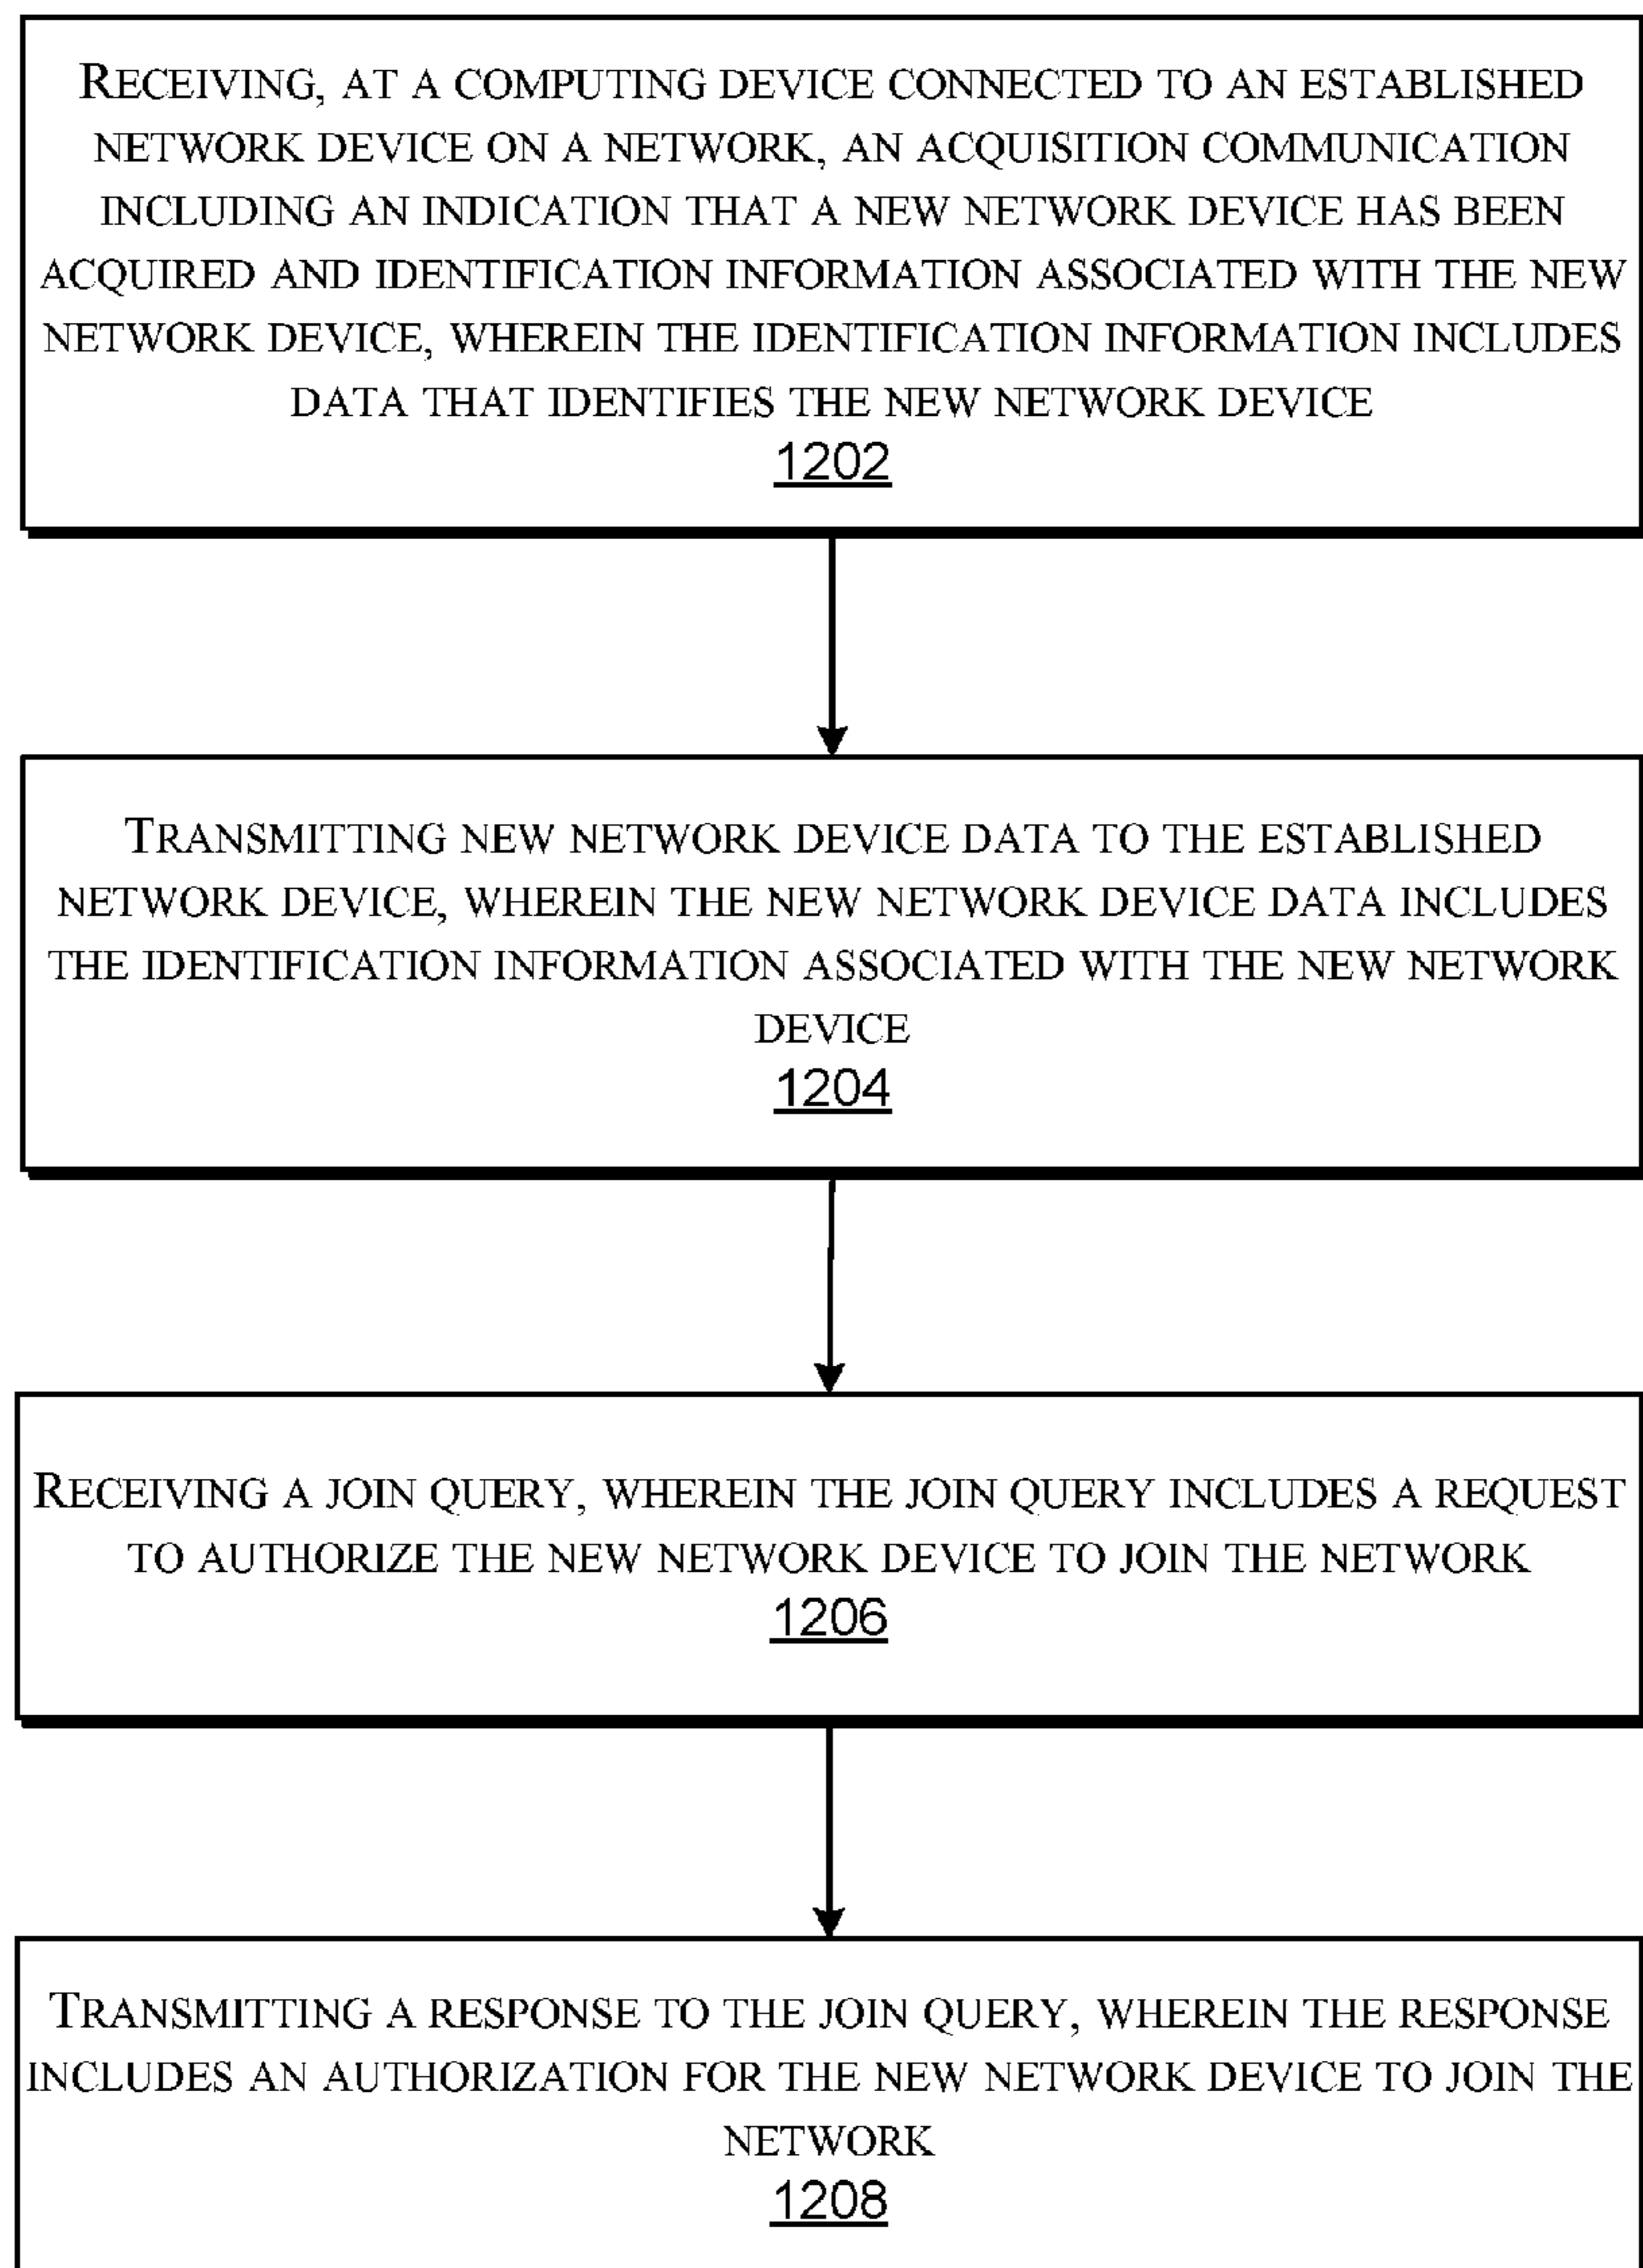 RECEIVING, AT A COMPUTING DEVICE CONNECTED TO AN ESTABLISHED
NETWORK DEVICE ON A NETWORK, AN ACQUISITION COMMUNICATION
INCLUDING AN INDICATION THAT A NEW NETWORK DEVICE HAS BEEN
ACQUIRED AND IDENTIFICATION INFORMATION ASSOCIATED WITH THE NEW
NETWORK DEVICE, WHEREIN THE IDENTIFICATION INFORMATION INCLUDES
DATA THAT IDENTIFIES THE NEW NETWORK DEVICE
1202
TRANSMITTING NEW NETWORK DEVICE DATA TO THE ESTABLISHED
NETWORK DEVICE, WHEREIN THE NEW NETWORK DEVICE DATA INCLUDES
THE IDENTIFICATION INFORMATION ASSOCIATED WITH THE NEW NETWORK
DEVICE
1204
RECEIVING A JOIN QUERY, WHEREIN THE JOIN QUERY INCLUDES A REQUEST
TO AUTHORIZE THE NEW NETWORK DEVICE TO JOIN THE NETWORK
1206
TRANSMITTING A RESPONSE TO THE JOIN QUERY, WHEREIN THE RESPONSE
INCLUDES AN AUTHORIZATION FOR THE NEW NETWORK DEVICE TO JOIN THE
NETWORK
1208